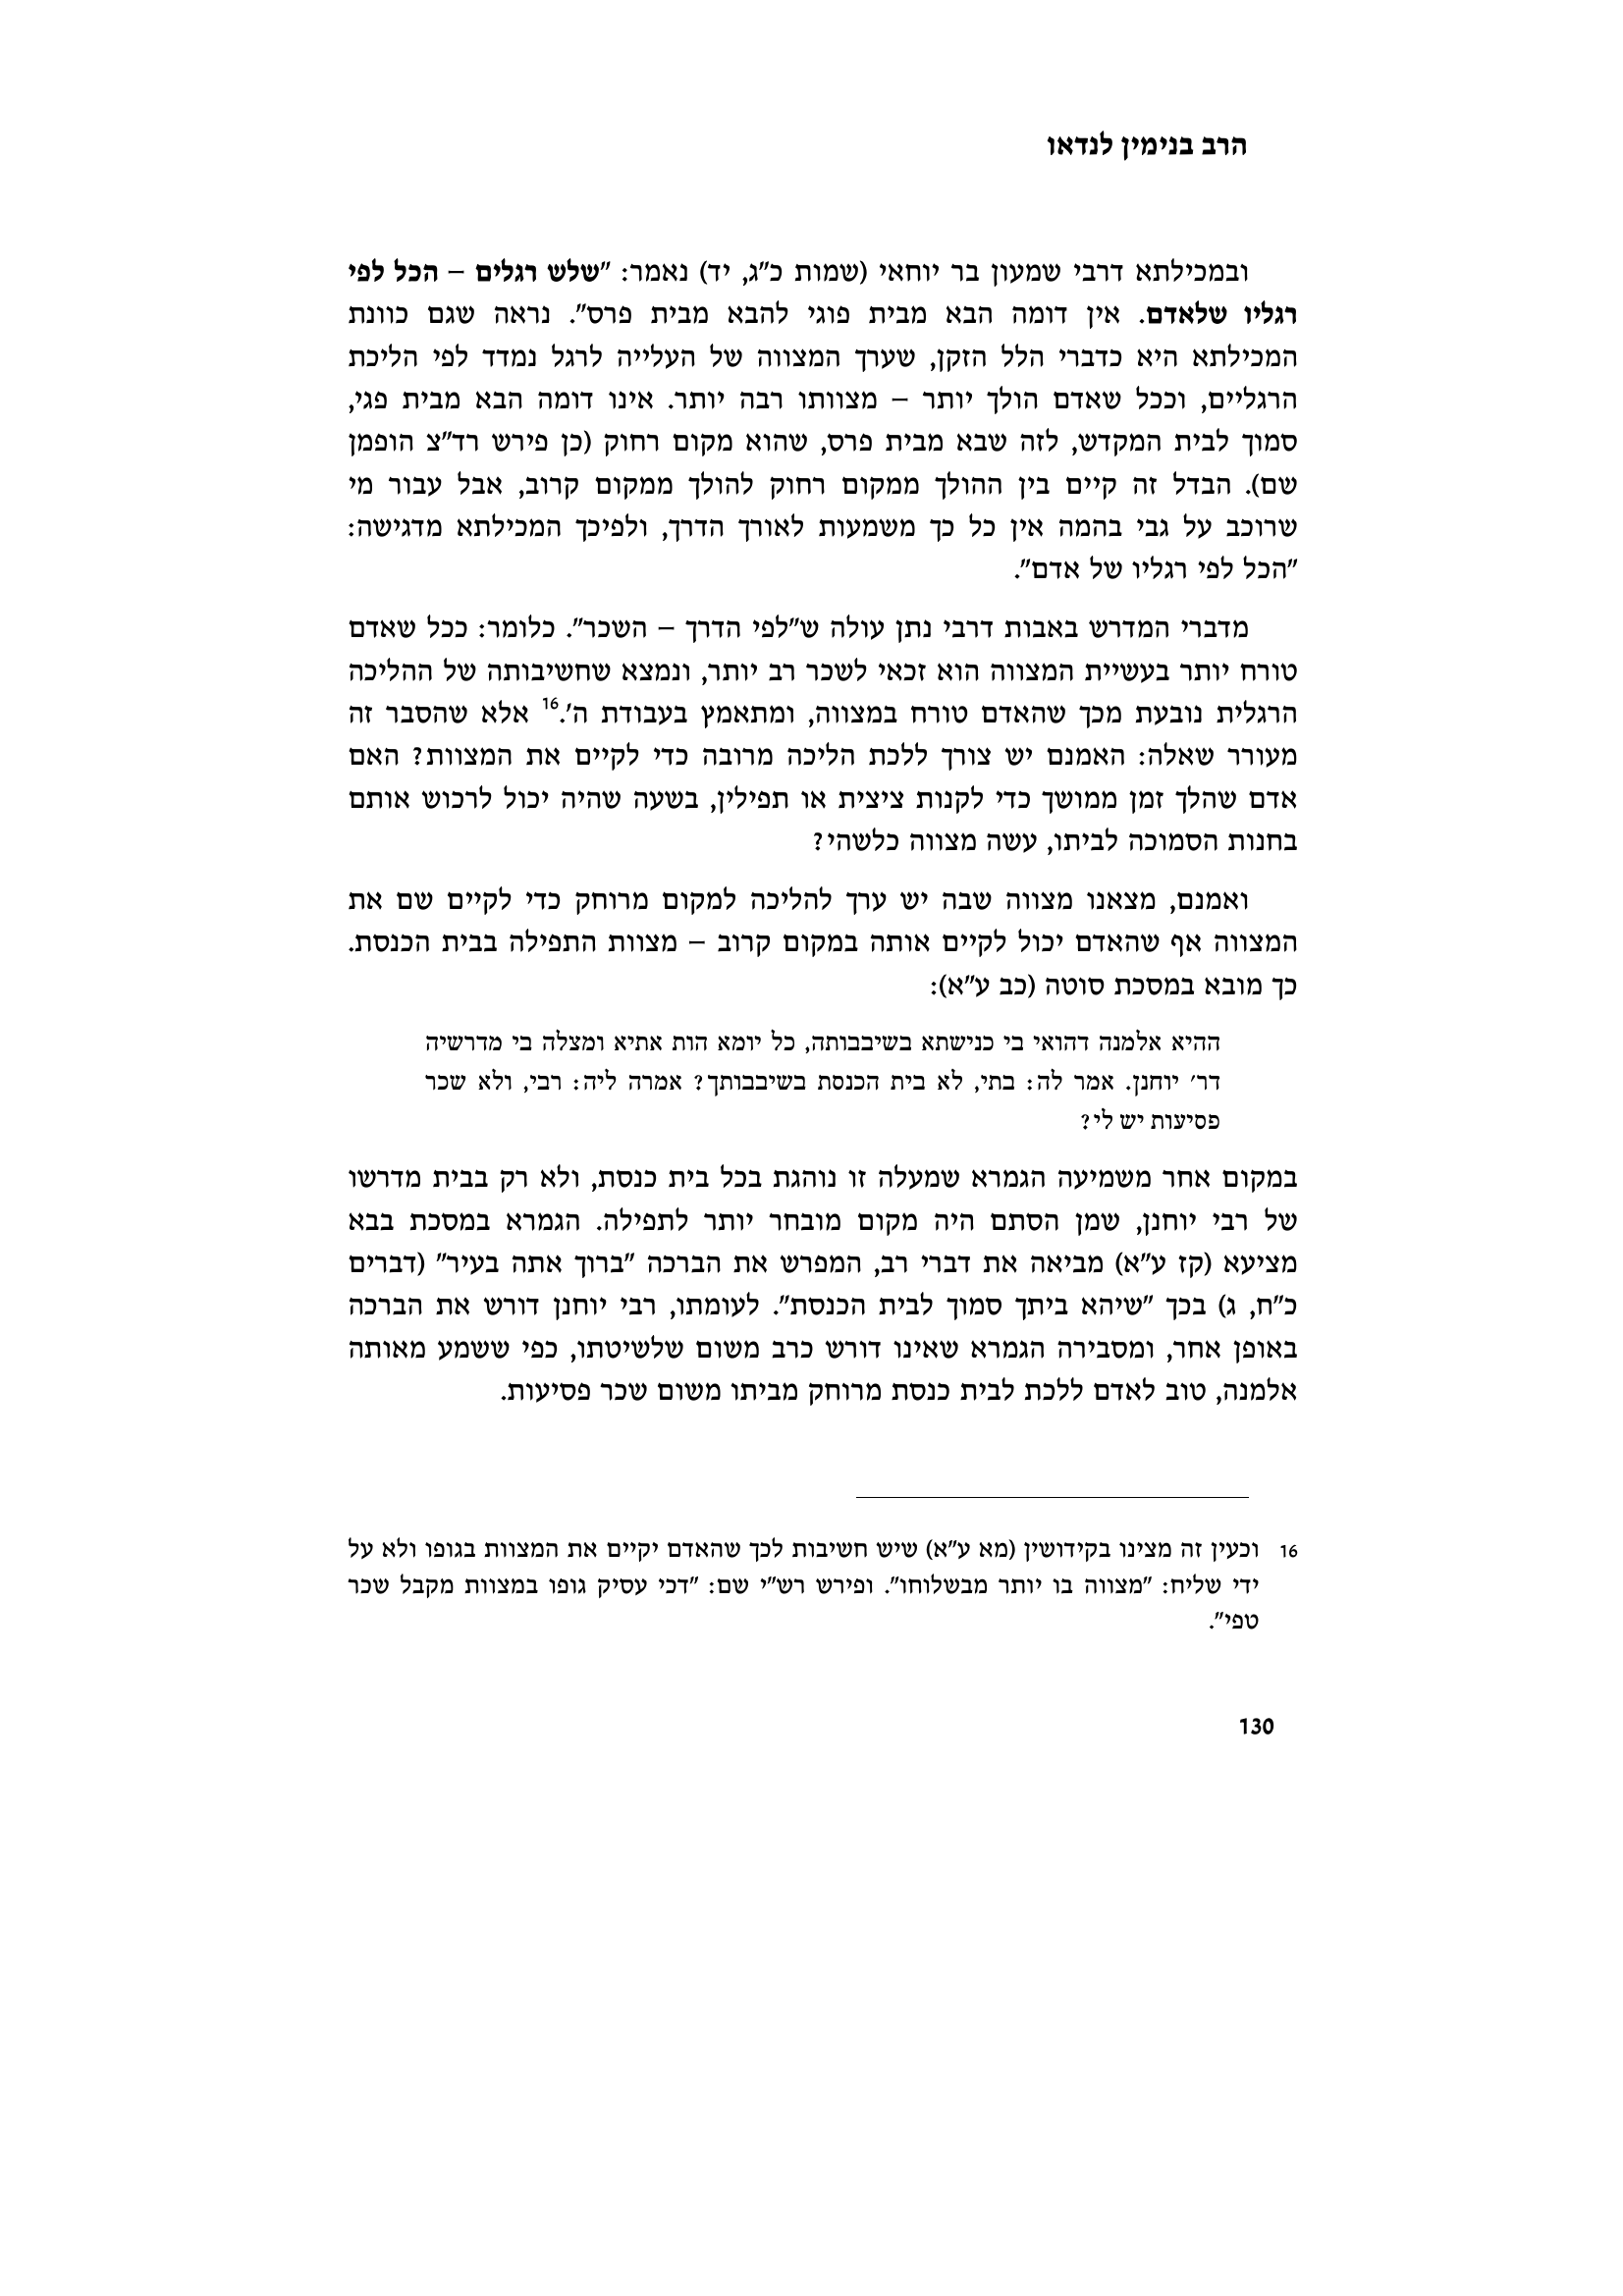 הרב בנימין לנדאו
ובמכילתא דרבי שמעון בר יוחאי (שמות כ"ג, יד) נאמר: "שלש רגלים – הכל לפי
רגליו שלאדם. אין דומה הבא מבית פוגי להבא מבית פרס". נראה שגם כוונת
המכילתא היא כדברי הלל הזקן, שערך המצווה של העלייה לרגל נמדד לפי הליכת
הרגליים, וככל שאדם הולך יותר – מצוותו רבה יותר. אינו דומה הבא מבית פגי,
סמוך לבית המקדש, לזה שבא מבית פרס, שהוא מקום רחוק (כן פירש רד"צ הופמן
שם). הבדל זה קיים בין ההולך ממקום רחוק להולך ממקום קרוב, אבל עבור מי
שרוכב על גבי בהמה אין כל כך משמעות לאורך הדרך, ולפיכך המכילתא מדגישה:
"הכל לפי רגליו של אדם".
מדברי המדרש באבות דרבי נתן עולה ש"לפי הדרך – השכר". כלומר: ככל שאדם
טורח יותר בעשיית המצווה הוא זכאי לשכר רב יותר, ונמצא שחשיבותה של ההליכה
הרגלית נובעת מכך שהאדם טורח במצווה, ומתאמץ בעבודת ה'.16 אלא שהסבר זה
מעורר שאלה: האמנם יש צורך ללכת הליכה מרובה כדי לקיים את המצוות? האם
אדם שהלך זמן ממושך כדי לקנות ציצית או תפילין, בשעה שהיה יכול לרכוש אותם
בחנות הסמוכה לביתו, עשה מצווה כלשהי?
ואמנם, מצאנו מצווה שבה יש ערך להליכה למקום מרוחק כדי לקיים שם את
המצווה אף שהאדם יכול לקיים אותה במקום קרוב – מצוות התפילה בבית הכנסת.
כך מובא במסכת סוטה (כב ע"א):
ההיא אלמנה דהואי בי כנישתא בשיבבותה, כל יומא הות אתיא ומצלה בי מדרשיה
דר' יוחנן. אמר לה: בתי, לא בית הכנסת בשיבבותך? אמרה ליה: רבי, ולא שכר
פסיעות יש לי?
במקום אחר משמיעה הגמרא שמעלה זו נוהגת בכל בית כנסת, ולא רק בבית מדרשו
של רבי יוחנן, שמן הסתם היה מקום מובחר יותר לתפילה. הגמרא במסכת בבא
מציעא (קז ע"א) מביאה את דברי רב, המפרש את הברכה "ברוך אתה בעיר" (דברים
כ"ח, ג) בכך "שיהא ביתך סמוך לבית הכנסת". לעומתו, רבי יוחנן דורש את הברכה
באופן אחר, ומסבירה הגמרא שאינו דורש כרב משום שלשיטתו, כפי ששמע מאותה
אלמנה, טוב לאדם ללכת לבית כנסת מרוחק מביתו משום שכר פסיעות.
16 וכעין זה מצינו בקידושין (מא ע"א) שיש חשיבות לכך שהאדם יקיים את המצוות בגופו ולא על
ידי שליח: "מצווה בו יותר מבשלוחו". ופירש רש"י שם: "דכי עסיק גופו במצוות מקבל שכר
טפי".
130